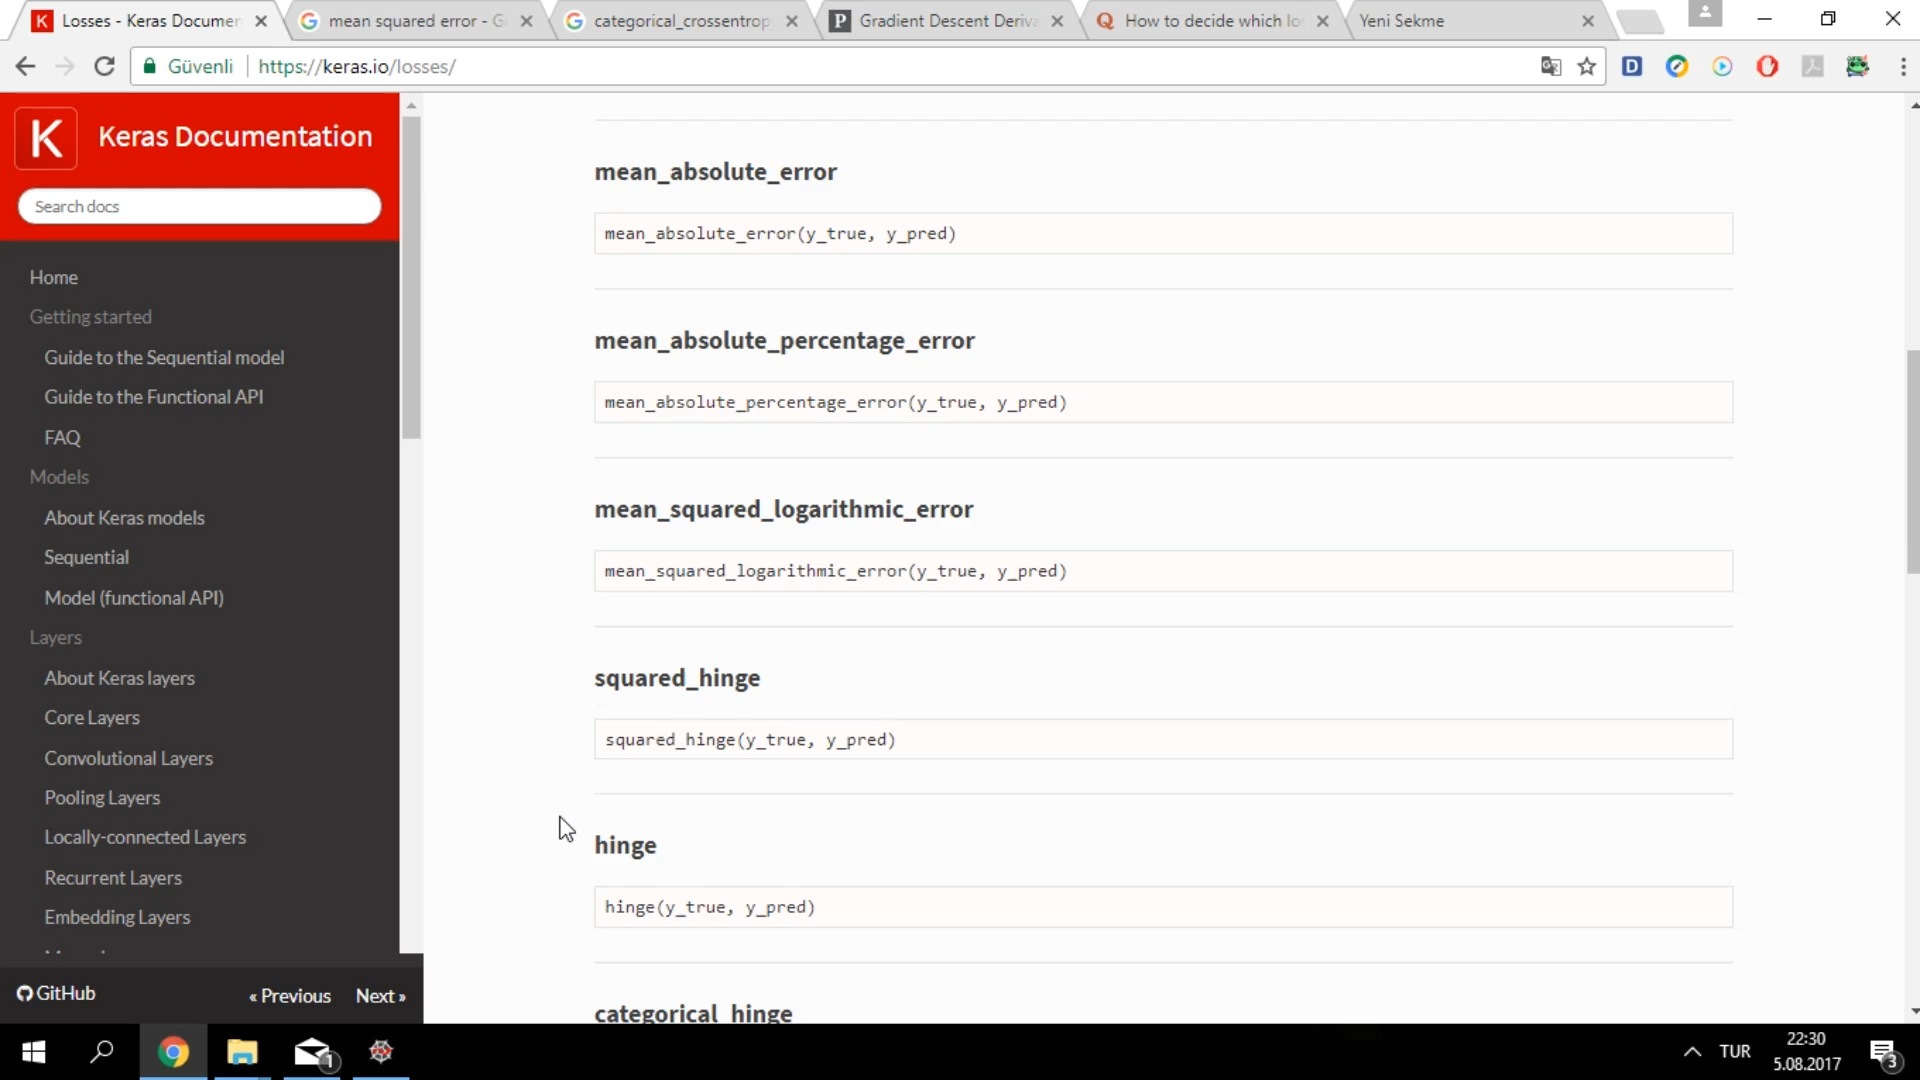 Losses - Keras Documen
mean squared error - G
categorical_crossentrop
Gradient Descent Deriva
How to decide which lo
Yeni Sekme
Güvenli
https://keras.io/losses/
K
Keras Documentation
Search docs
Home
Getting started
Guide to the Sequential model
Guide to the Functional API
FAQ
Models
About Keras models
Sequential
Model (functional API)
Layers
About Keras layers
Core Layers
Convolutional Layers
Pooling Layers
Locally-connected Layers
Recurrent Layers
Embedding Layers
GitHub
« Previous
Next »
mean_absolute_error
mean_absolute_error(y_true, y_pred)
mean_absolute_percentage_error
mean_absolute_percentage_error(y_true, y_pred)
mean_squared_logarithmic_error
mean_squared_logarithmic_error(y_true, y_pred)
squared_hinge
squared_hinge(y_true, y_pred)
hinge
hinge(y_true, y_pred)
categorical_hinge
1
TUR
22:30
5.08.2017
3